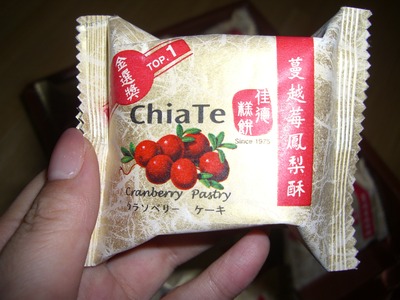 金選獎
TOP.1
ChiaTe
佳德
糕餅
Since 1975
Cranberry Pastry
クラソベリー ケーキ
蔓越莓鳳梨酥